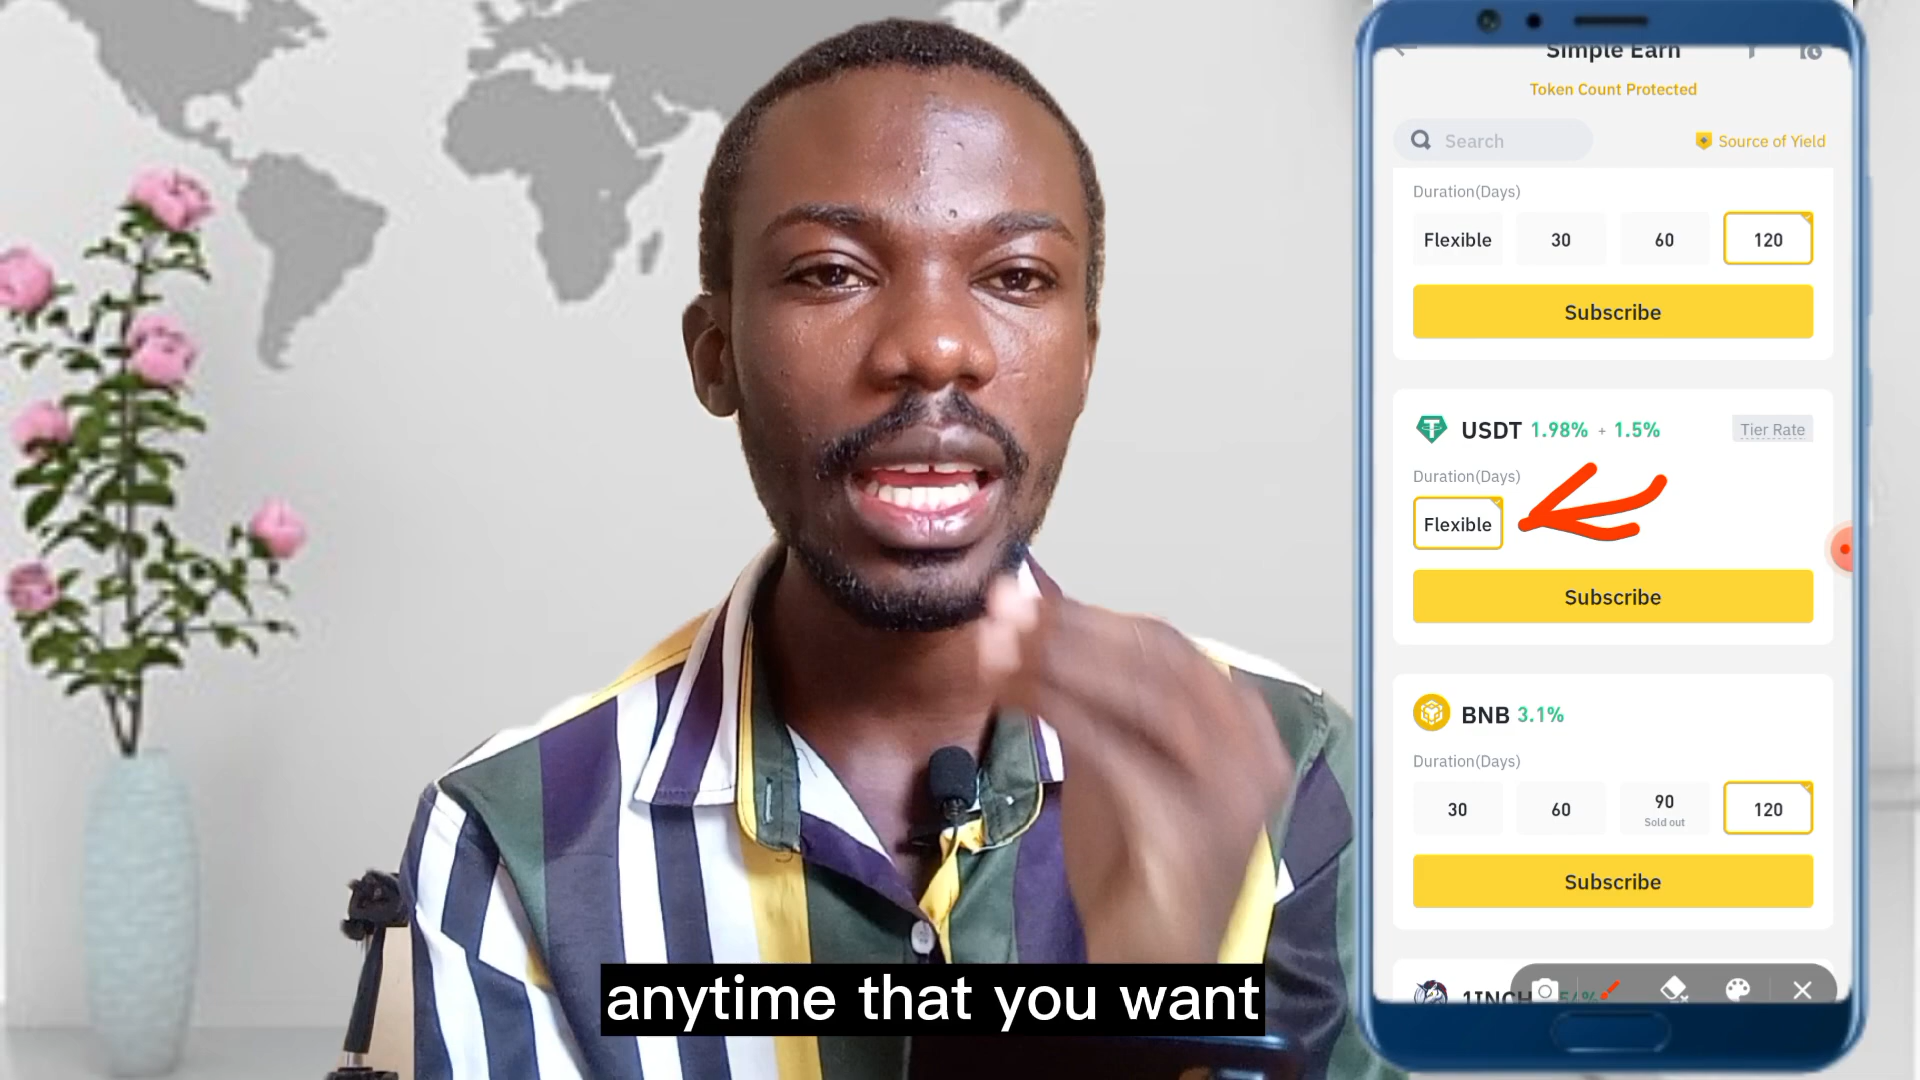 Simple Earn
Token Count Protected
Search
Source of Yield
Duration(Days)
Flexible
30
60
120
Subscribe
USDT 1.98% + 1.5%
Tier Rate
Duration(Days)
Flexible
Subscribe
BNB 3.1%
Duration(Days)
30
60
90
Sold out
120
Subscribe
1INCH
anytime that you want